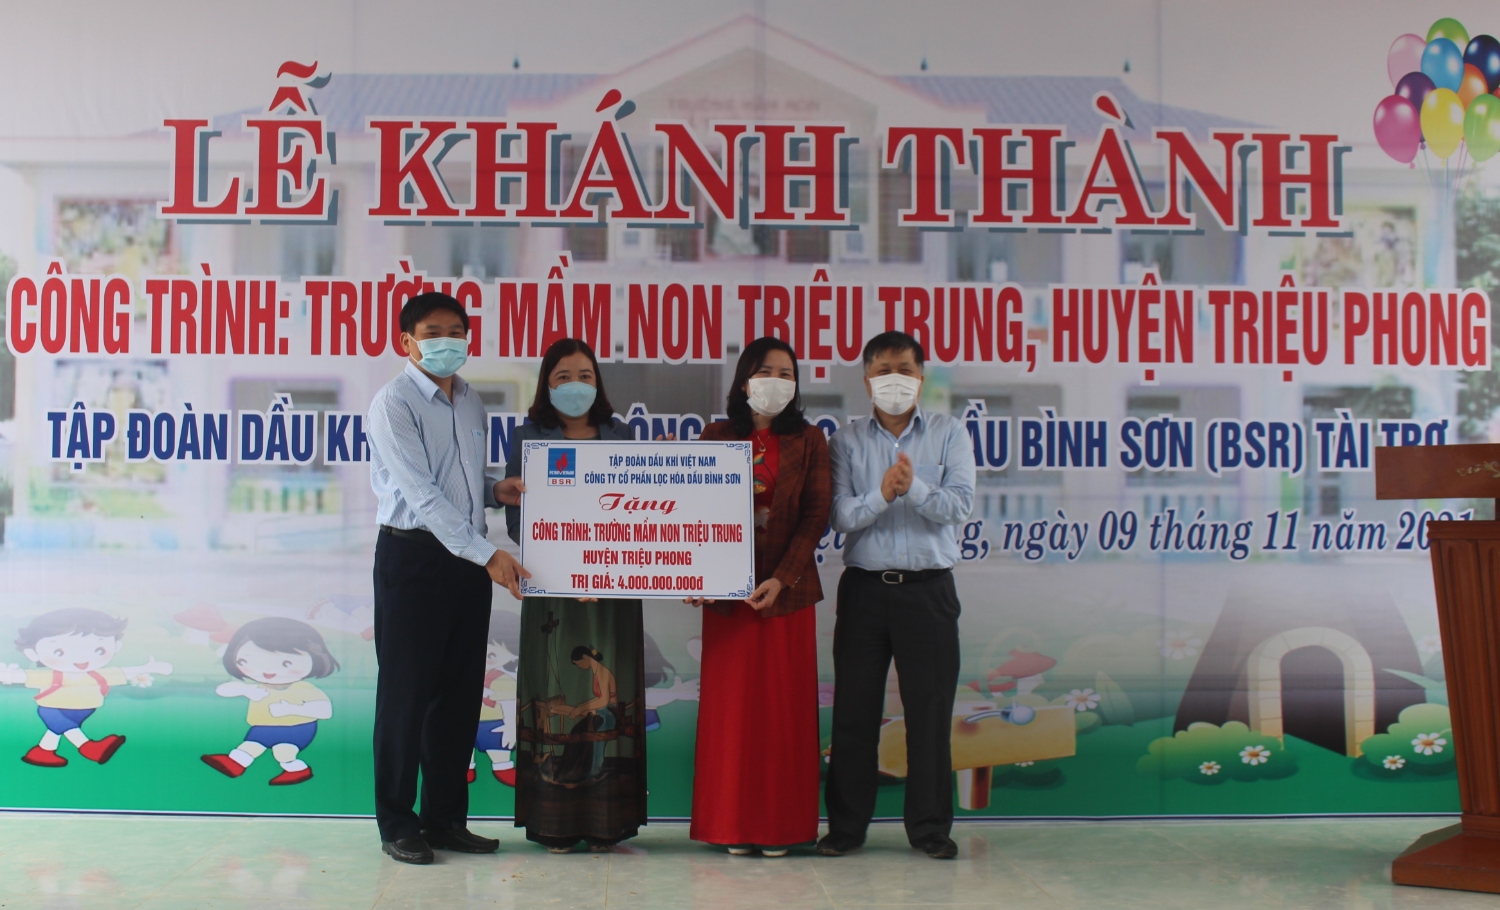 LỄ KHÁNH THÀNH
CÔNG TRÌNH: TRƯỜNG MẦM NON TRIỆU TRUNG, HUYỆN TRIỆU PHONG
TẬP ĐOÀN DẦU BÌNH SƠN (BSR) TÀI TRỢ
ngày 09 tháng 11 năm
TẬP ĐOÀN DẦU KHÍ VIỆT NAM
CÔNG TY CỔ PHẦN LỌC HÓA DẦU BÌNH SƠN
PETROVIETNAM
BSR
Tặng
CÔNG TRÌNH: TRƯỜNG MẦM NON TRIỆU TRUNG
HUYỆN TRIỆU PHONG
TRỊ GIÁ: 4.000.000.000đ